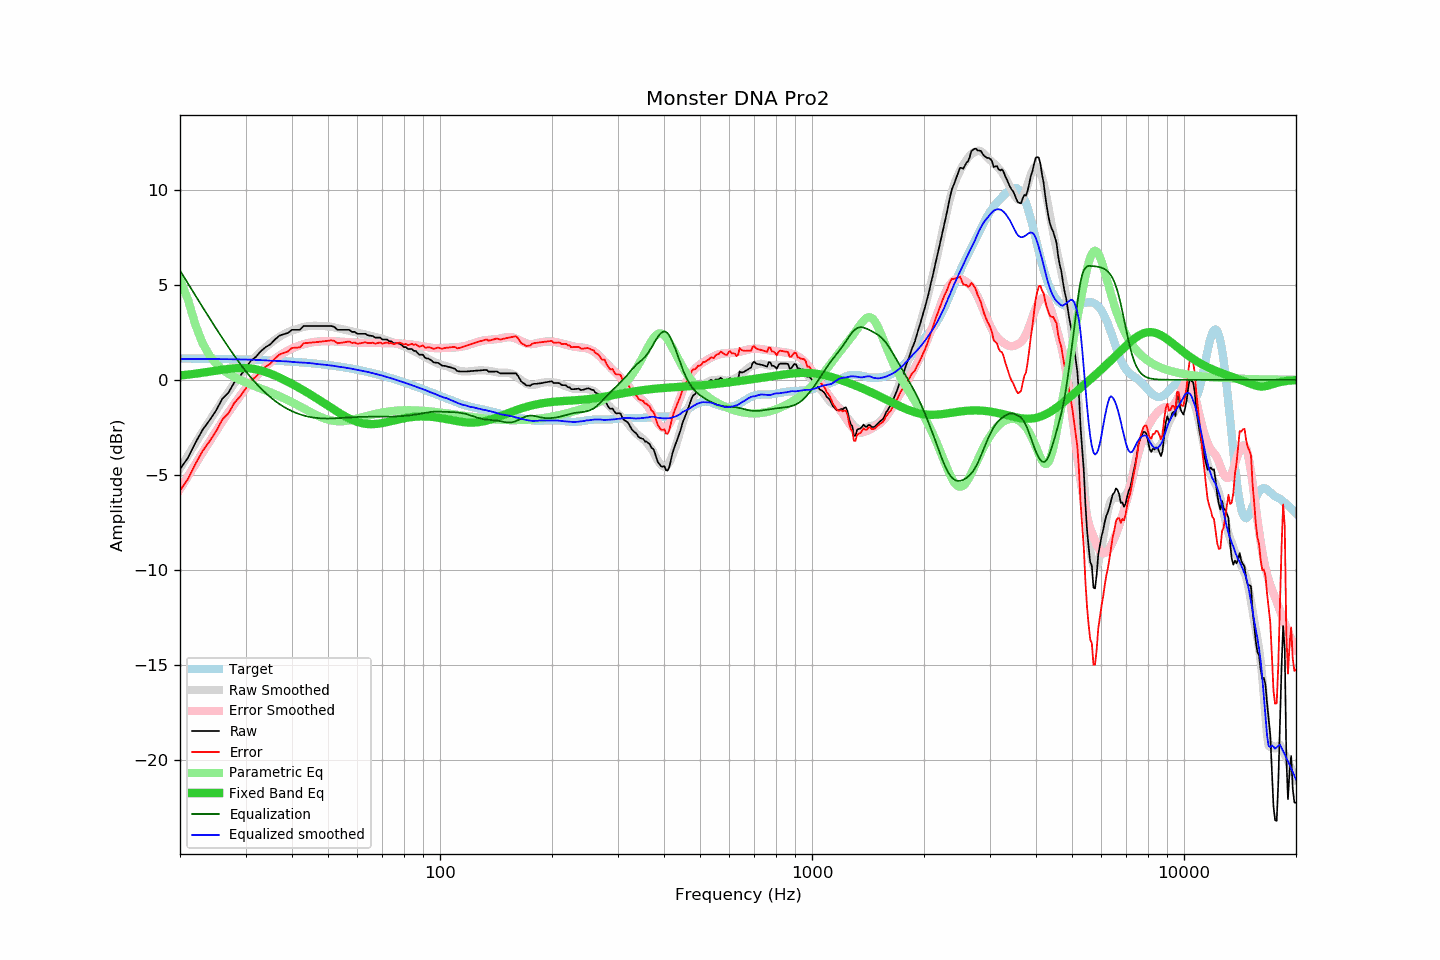 Monster DNA Pro2
10
5
0
−5
−10
−15
−20
Amplitude (dBr)
Target
Raw Smoothed
Error Smoothed
Raw
Error
Parametric Eq
Fixed Band Eq
Equalization
Equalized smoothed
100 1000 10000
Frequency (Hz)